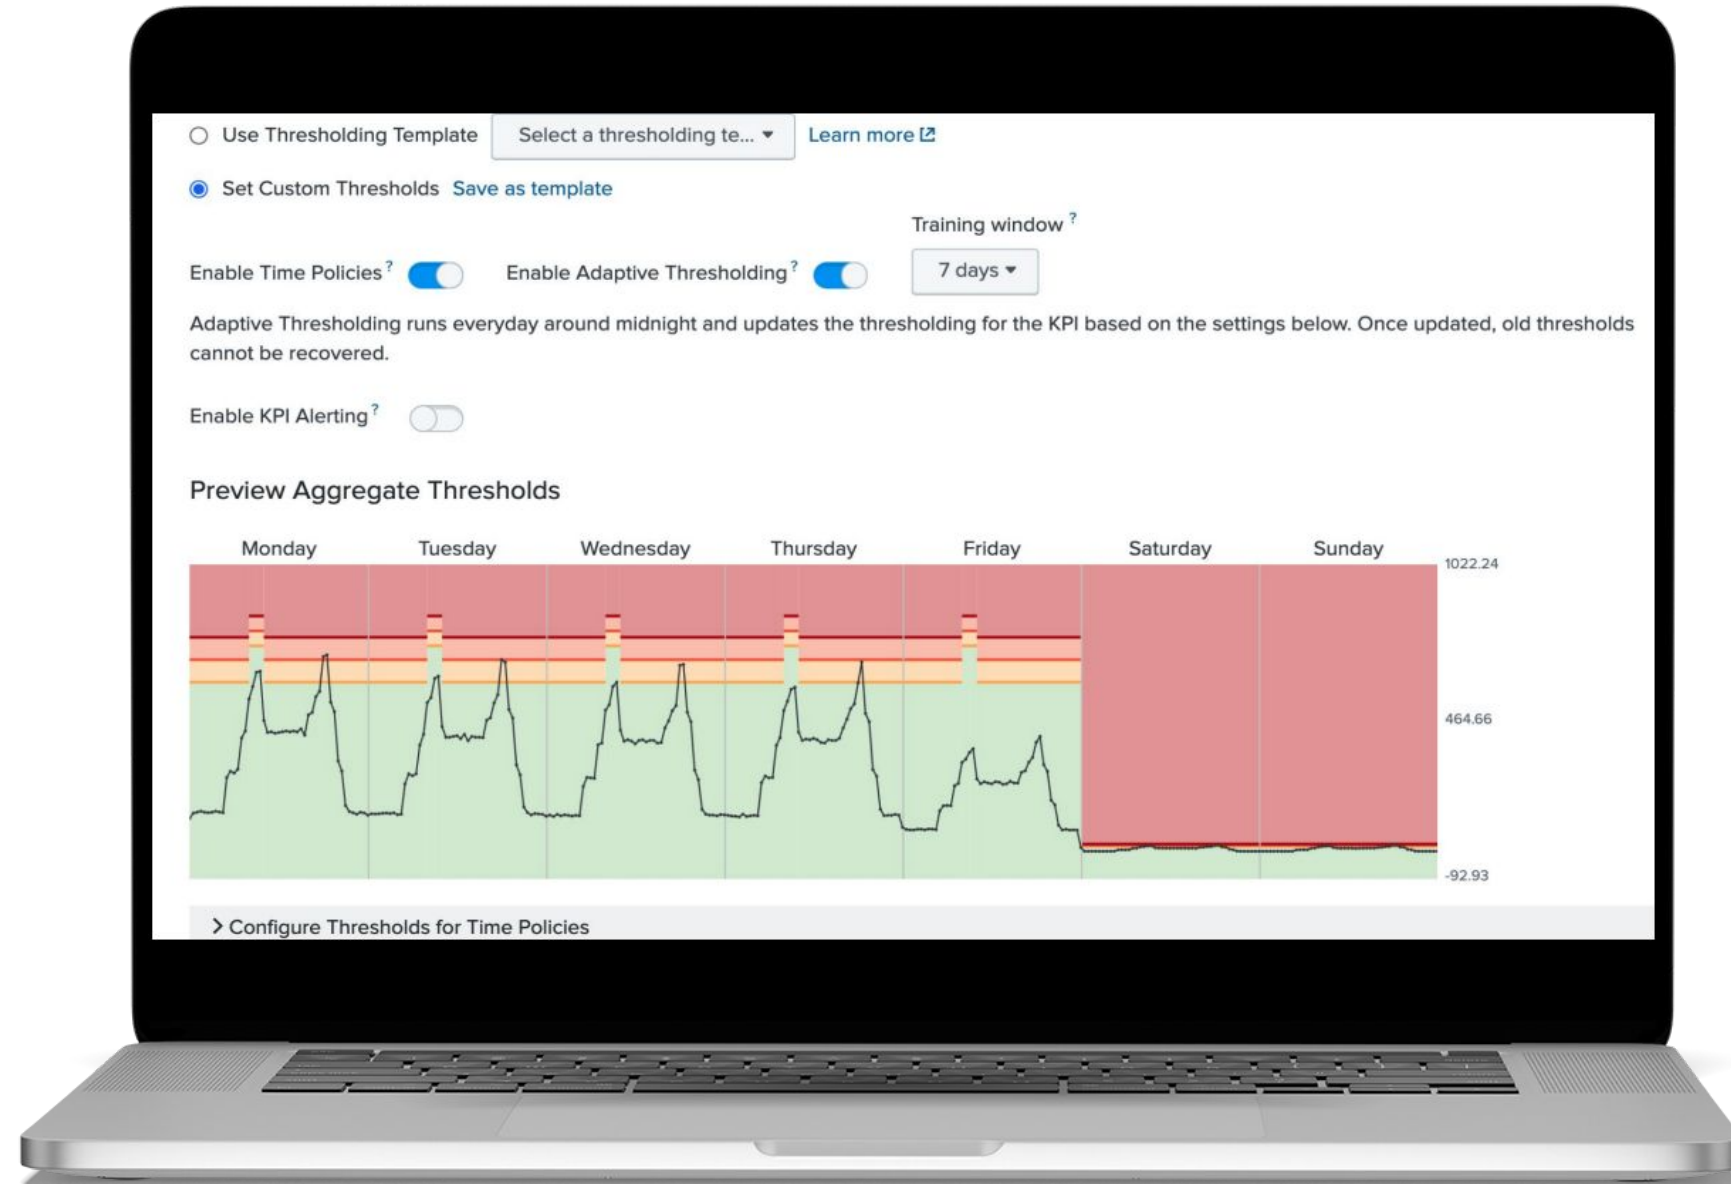 Use Thresholding Template Select a thresholding te... Learn more
Set Custom Thresholds Save as template
Training window ?
Enable Time Policies ? Enable Adaptive Thresholding ? 7 days
Adaptive Thresholding runs everyday around midnight and updates the thresholding for the KPI based on the settings below. Once updated, old thresholds
cannot be recovered.
Enable KPI Alerting ?
Preview Aggregate Thresholds
Monday Tuesday Wednesday Thursday Friday Saturday Sunday
1022.24
464.66
-92.93
Configure Thresholds for Time Policies